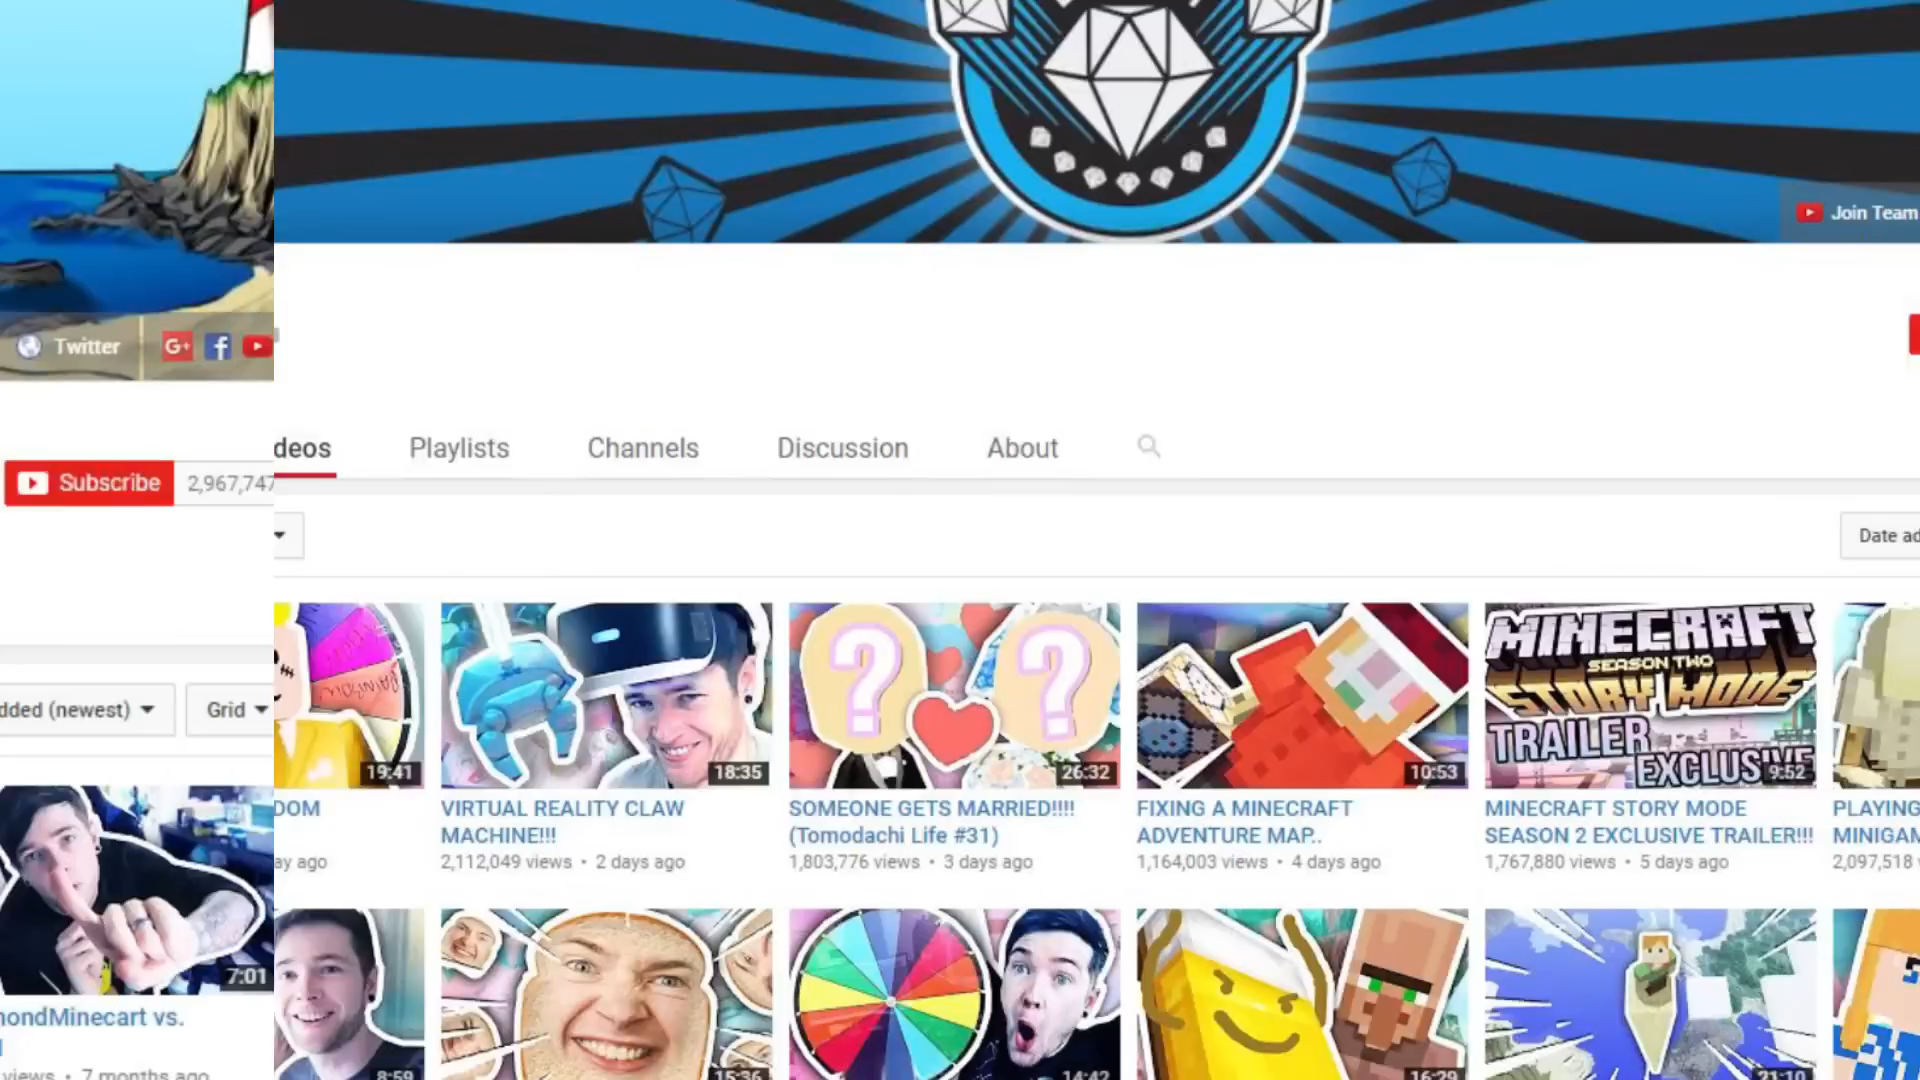 Join Team
Twitter
G+
deos
Playlists
Channels
Discussion
About
Subscribe
2,967,747
Date ad
dded (newest)
Grid
19:41
18:35
26:32
10:53
MINECRAFT
SEASON TWO
STORY MODE
TRAILER
EXCLUSIVE
9:52
DOM
ay ago
VIRTUAL REALITY CLAW
MACHINE!!!
2,112,049 views • 2 days ago
SOMEONE GETS MARRIED!!!!
(Tomodachi Life #31)
1,803,776 views • 3 days ago
FIXING A MINECRAFT
ADVENTURE MAP..
1,164,003 views • 4 days ago
MINECRAFT STORY MODE
SEASON 2 EXCLUSIVE TRAILER!!!
1,767,880 views • 5 days ago
PLAYING
MINIGAM
2,097,518 v
7:01
nondMinecart vs.
views • 7 months ago
8:59
15:36
14:42
16:29
21:10